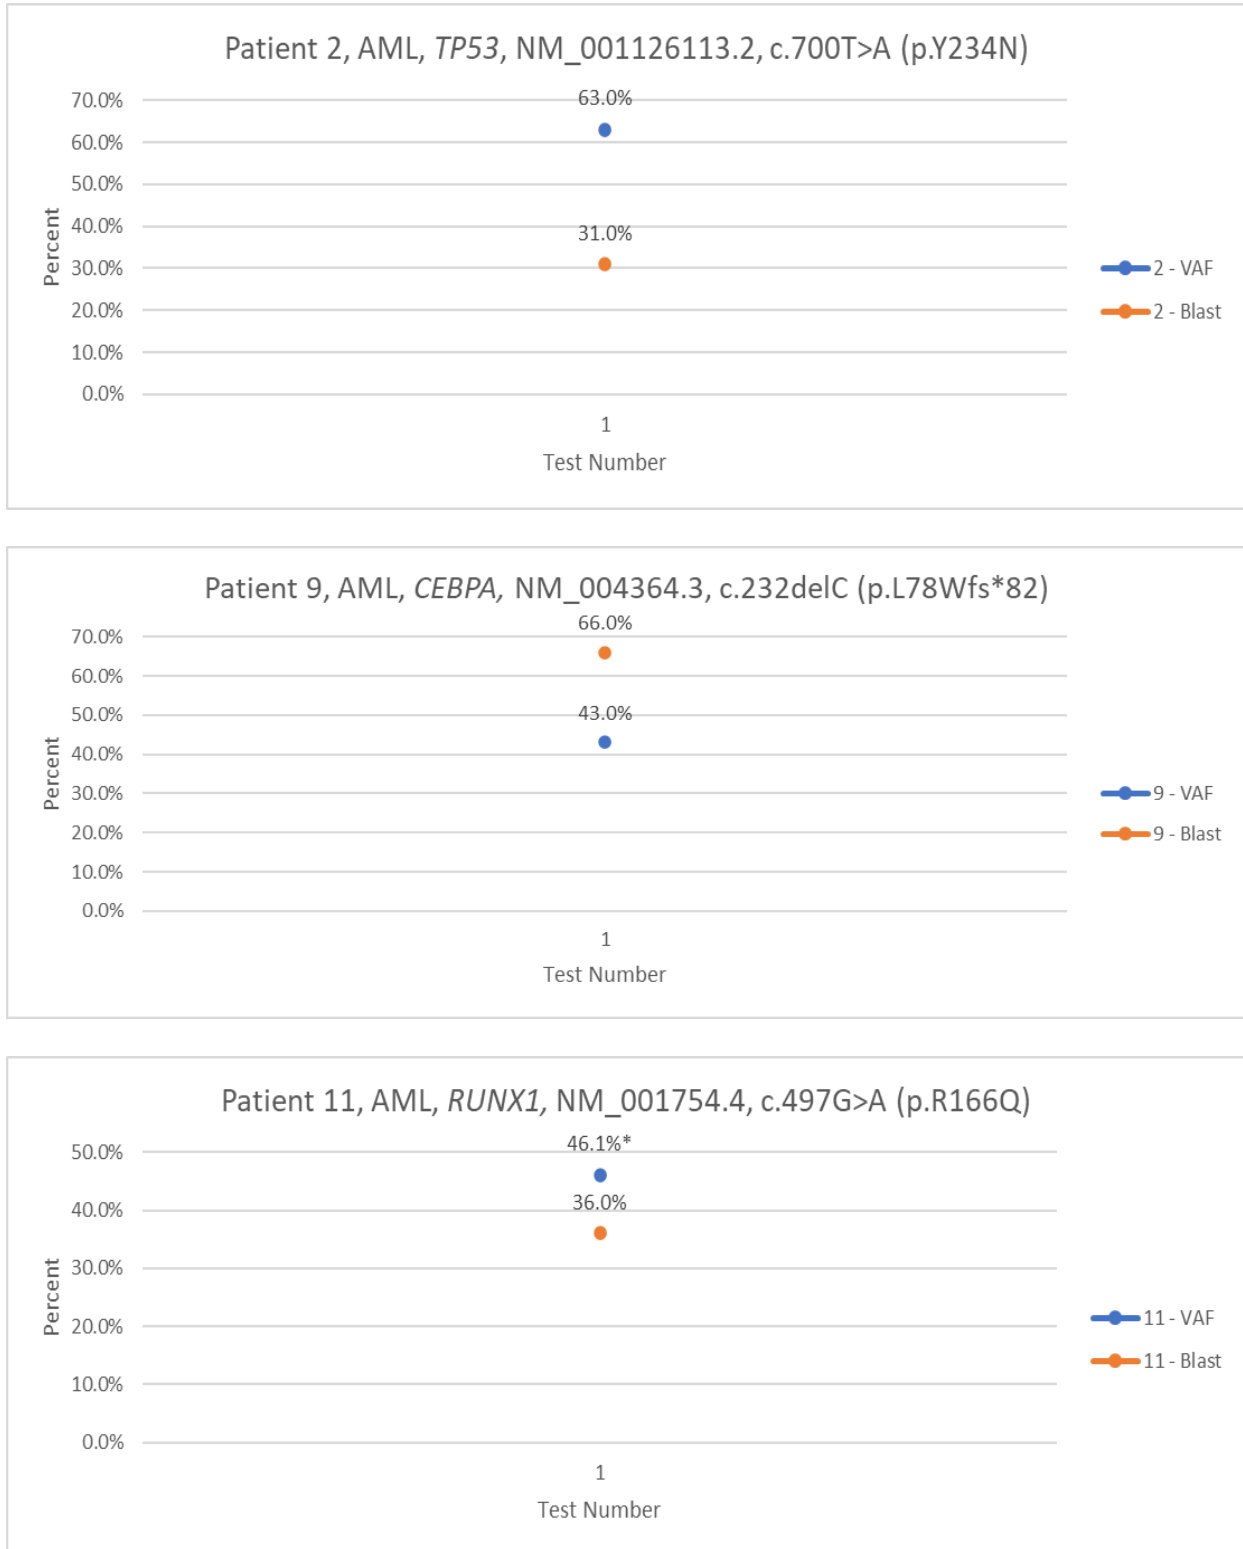 Patient 2, AML, TP53, NM_001126113.2, c.700T>A (p.Y234N)
70.0%
63.0%
60.0%
50.0%
40.0%
31.0%
30.0%
20.0%
10.0%
0.0%
Percent
1
Test Number
2 - VAF
2 - Blast
Patient 9, AML, CEBPA, NM_004364.3, c.232delC (p.L78Wfs*82)
66.0%
70.0%
60.0%
50.0%
43.0%
40.0%
30.0%
20.0%
10.0%
0.0%
Percent
1
Test Number
9 - VAF
9 - Blast
Patient 11, AML, RUNX1, NM_001754.4, c.497G>A (p.R166Q)
46.1%*
50.0%
36.0%
40.0%
30.0%
20.0%
10.0%
0.0%
Percent
1
Test Number
11 - VAF
11 - Blast